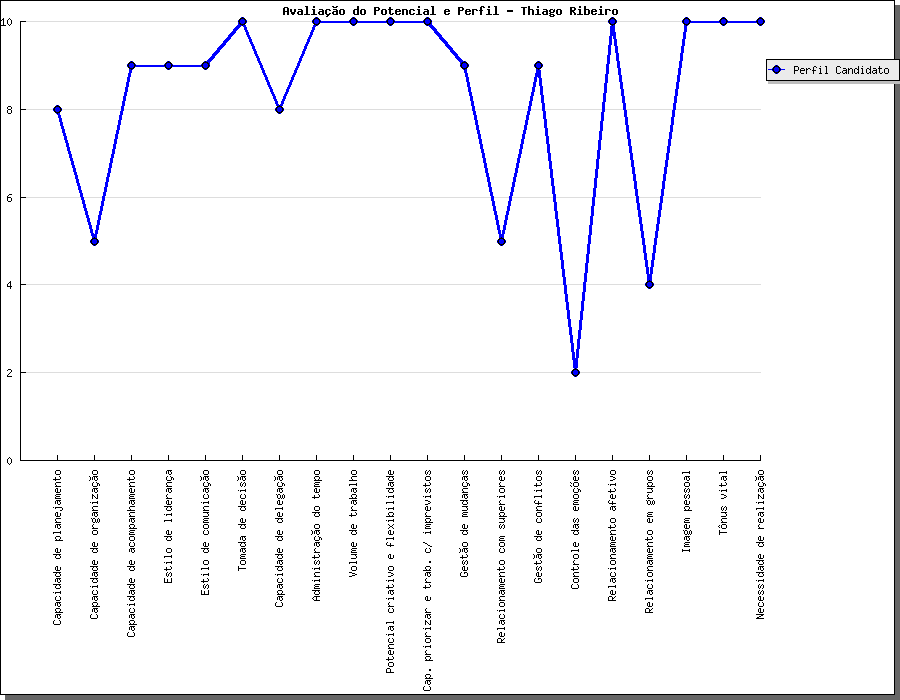 Avaliação do Potencial e Perfil - Thiago Ribeiro
Perfil Candidato
10
8
6
4
2
0
Capacidade de planejamento
Capacidade de organização
Capacidade de acompanhamento
Estilo de liderança
Estilo de comunicação
Tomada de decisão
Capacidade de delegação
Administração do tempo
Volume de trabalho
Potencial criativo e flexibilidade
Cap. priorizar e trab. c/ imprevistos
Gestão de mudanças
Relacionamento com superiores
Gestão de conflitos
Controle das emoções
Relacionamento afetivo
Relacionamento em grupos
Imagem pessoal
Tônus vital
Necessidade de realização